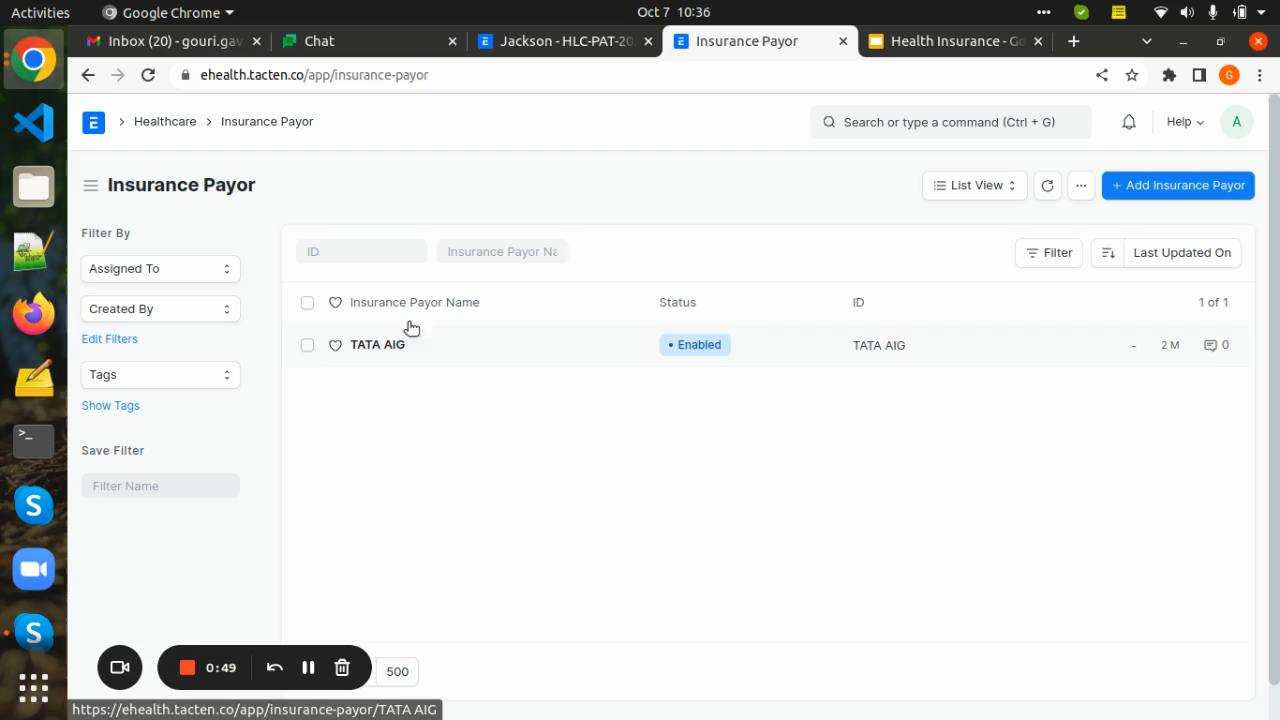 Activities
Google Chrome
Oct 7 10:36
Inbox (20) - gouri.gav
Chat
Jackson - HLC-PAT-20
Insurance Payor
Health Insurance - Go
ehealth.tacten.co/app/insurance-payor
G
E
Healthcare
Insurance Payor
Search or type a command (Ctrl + G)
Help
A
Insurance Payor
List View
+ Add Insurance Payor
Filter By
Assigned To
Created By
Edit Filters
Tags
Show Tags
Save Filter
Filter Name
ID
Insurance Payor Na
Filter
Last Updated On
Insurance Payor Name
Status
ID
1 of 1
TATA AIG
Enabled
TATA AIG
-
2 M
0
0:49
500
https://ehealth.tacten.co/app/insurance-payor/TATA AIG